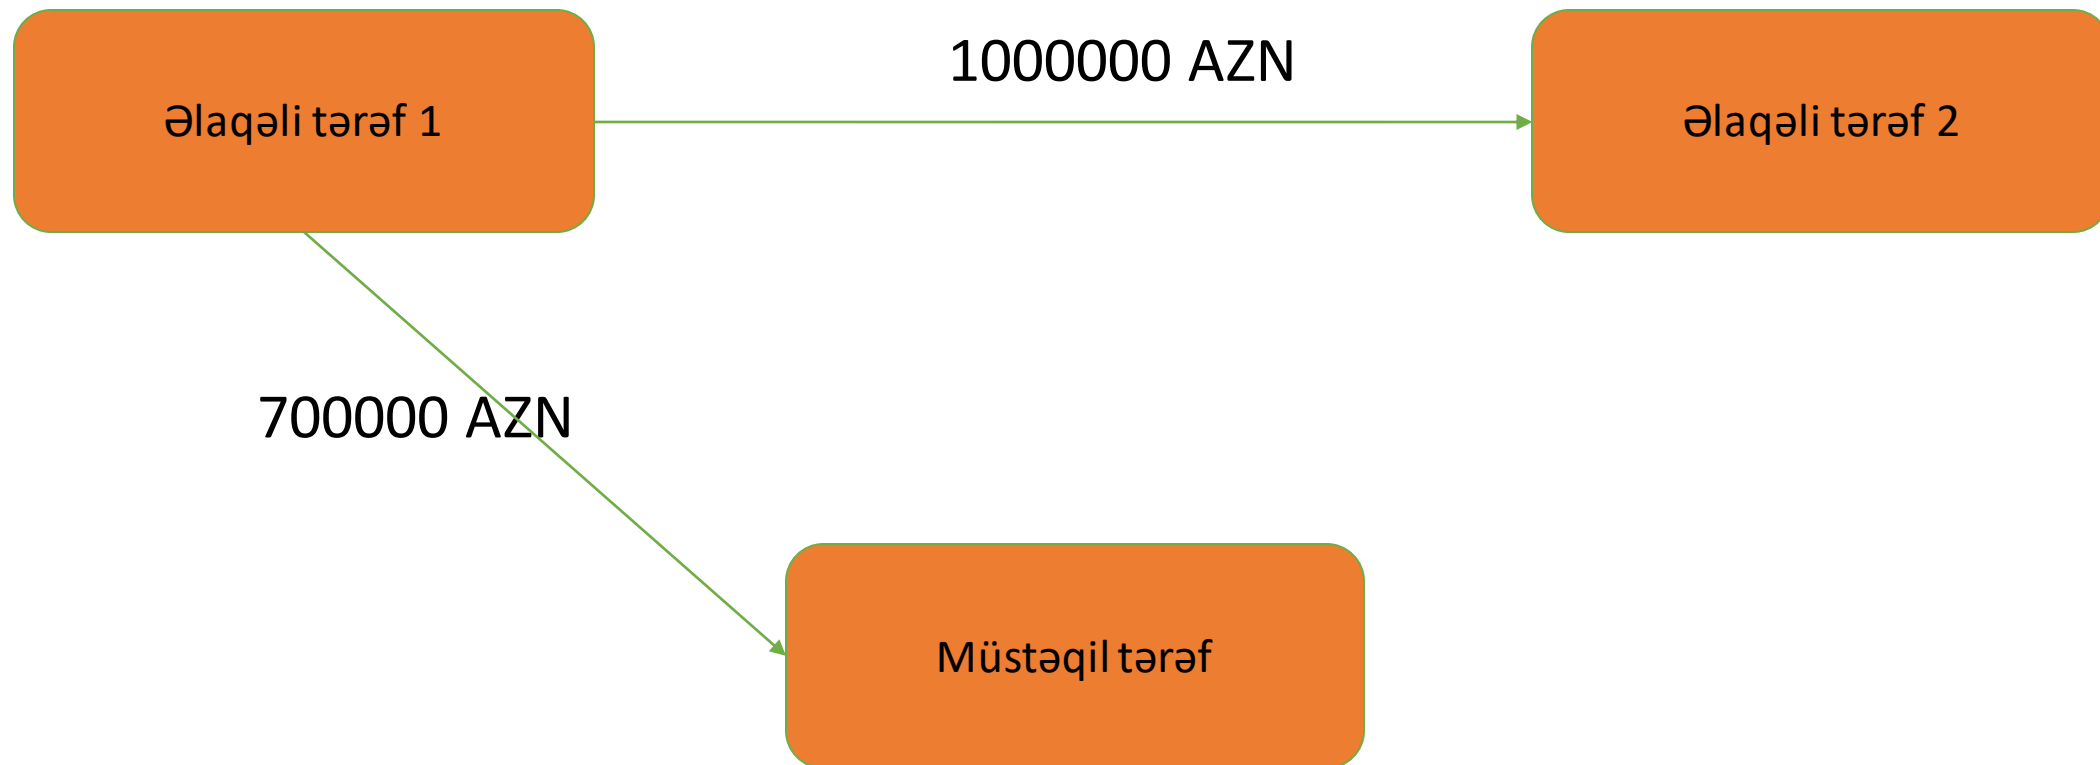 1000000 AZN
Əlaqəli tərəf 1
Əlaqəli tərəf 2
700000 AZN
Müstəqil tərəf